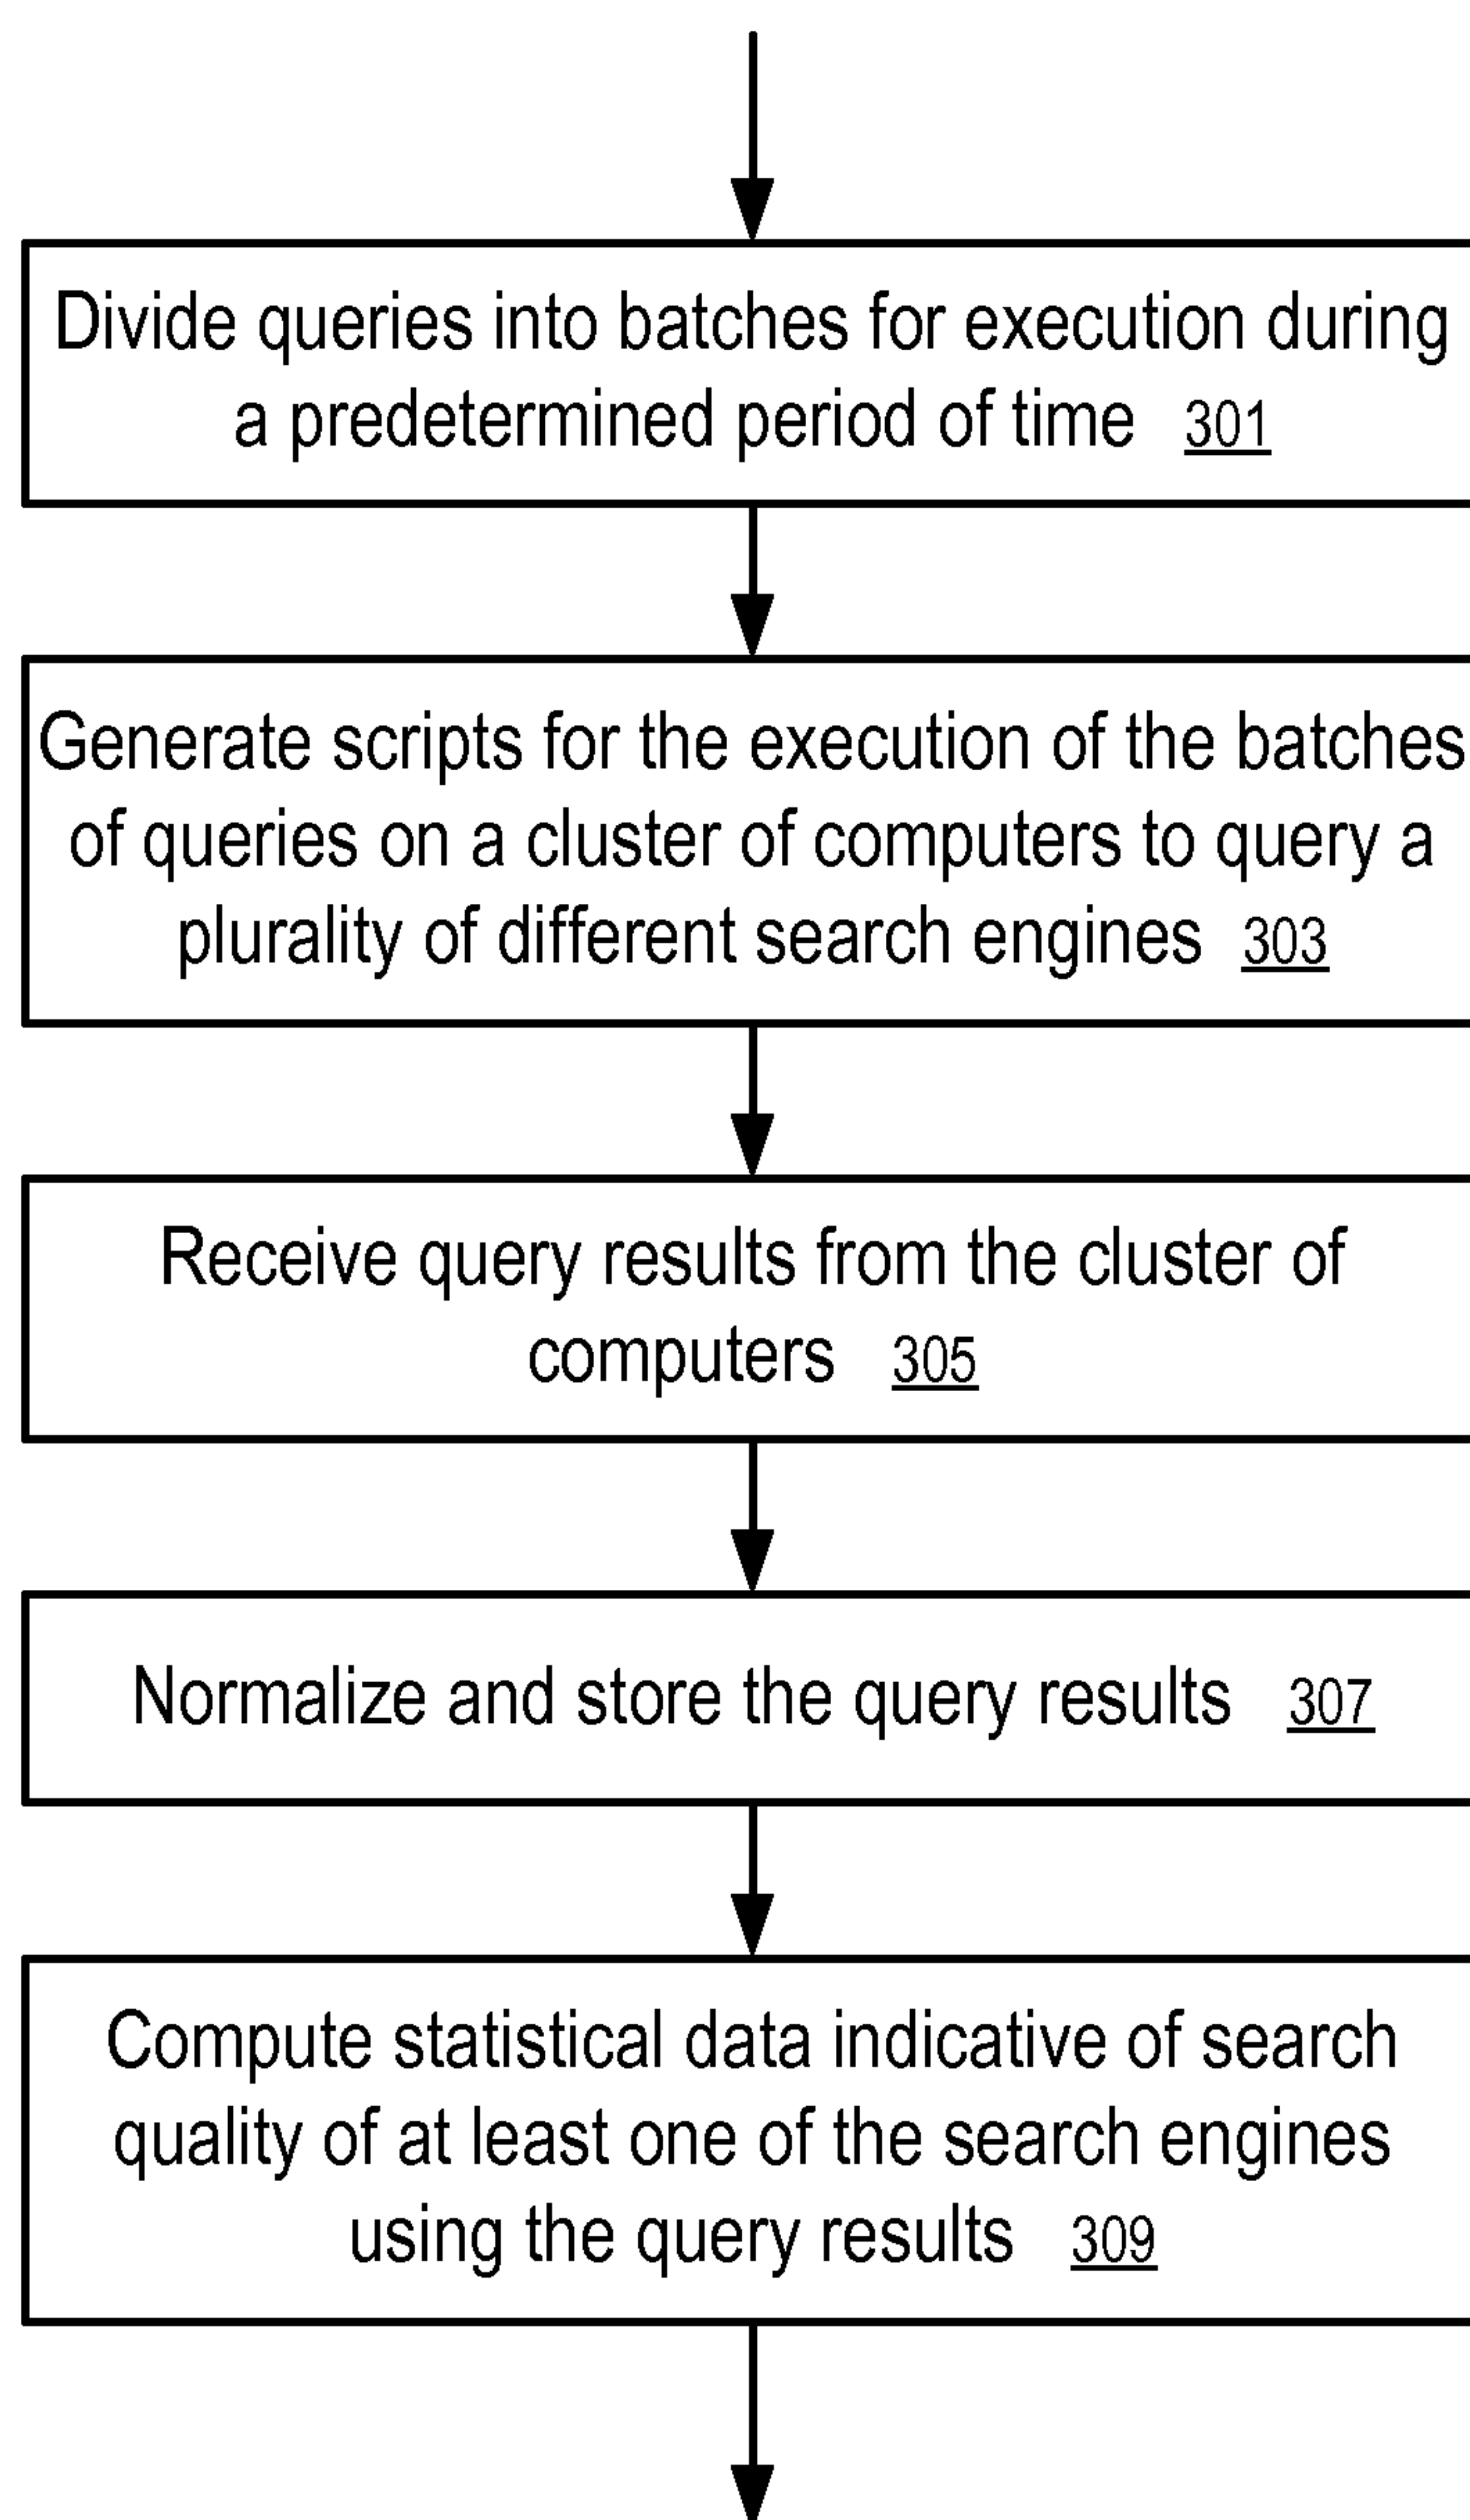 Divide queries into batches for execution during
a predetermined period of time 301
Generate scripts for the execution of the batches
of queries on a cluster of computers to query a
plurality of different search engines 303
Receive query results from the cluster of
computers 305
Normalize and store the query results 307
Compute statistical data indicative of search
quality of at least one of the search engines
using the query results 309